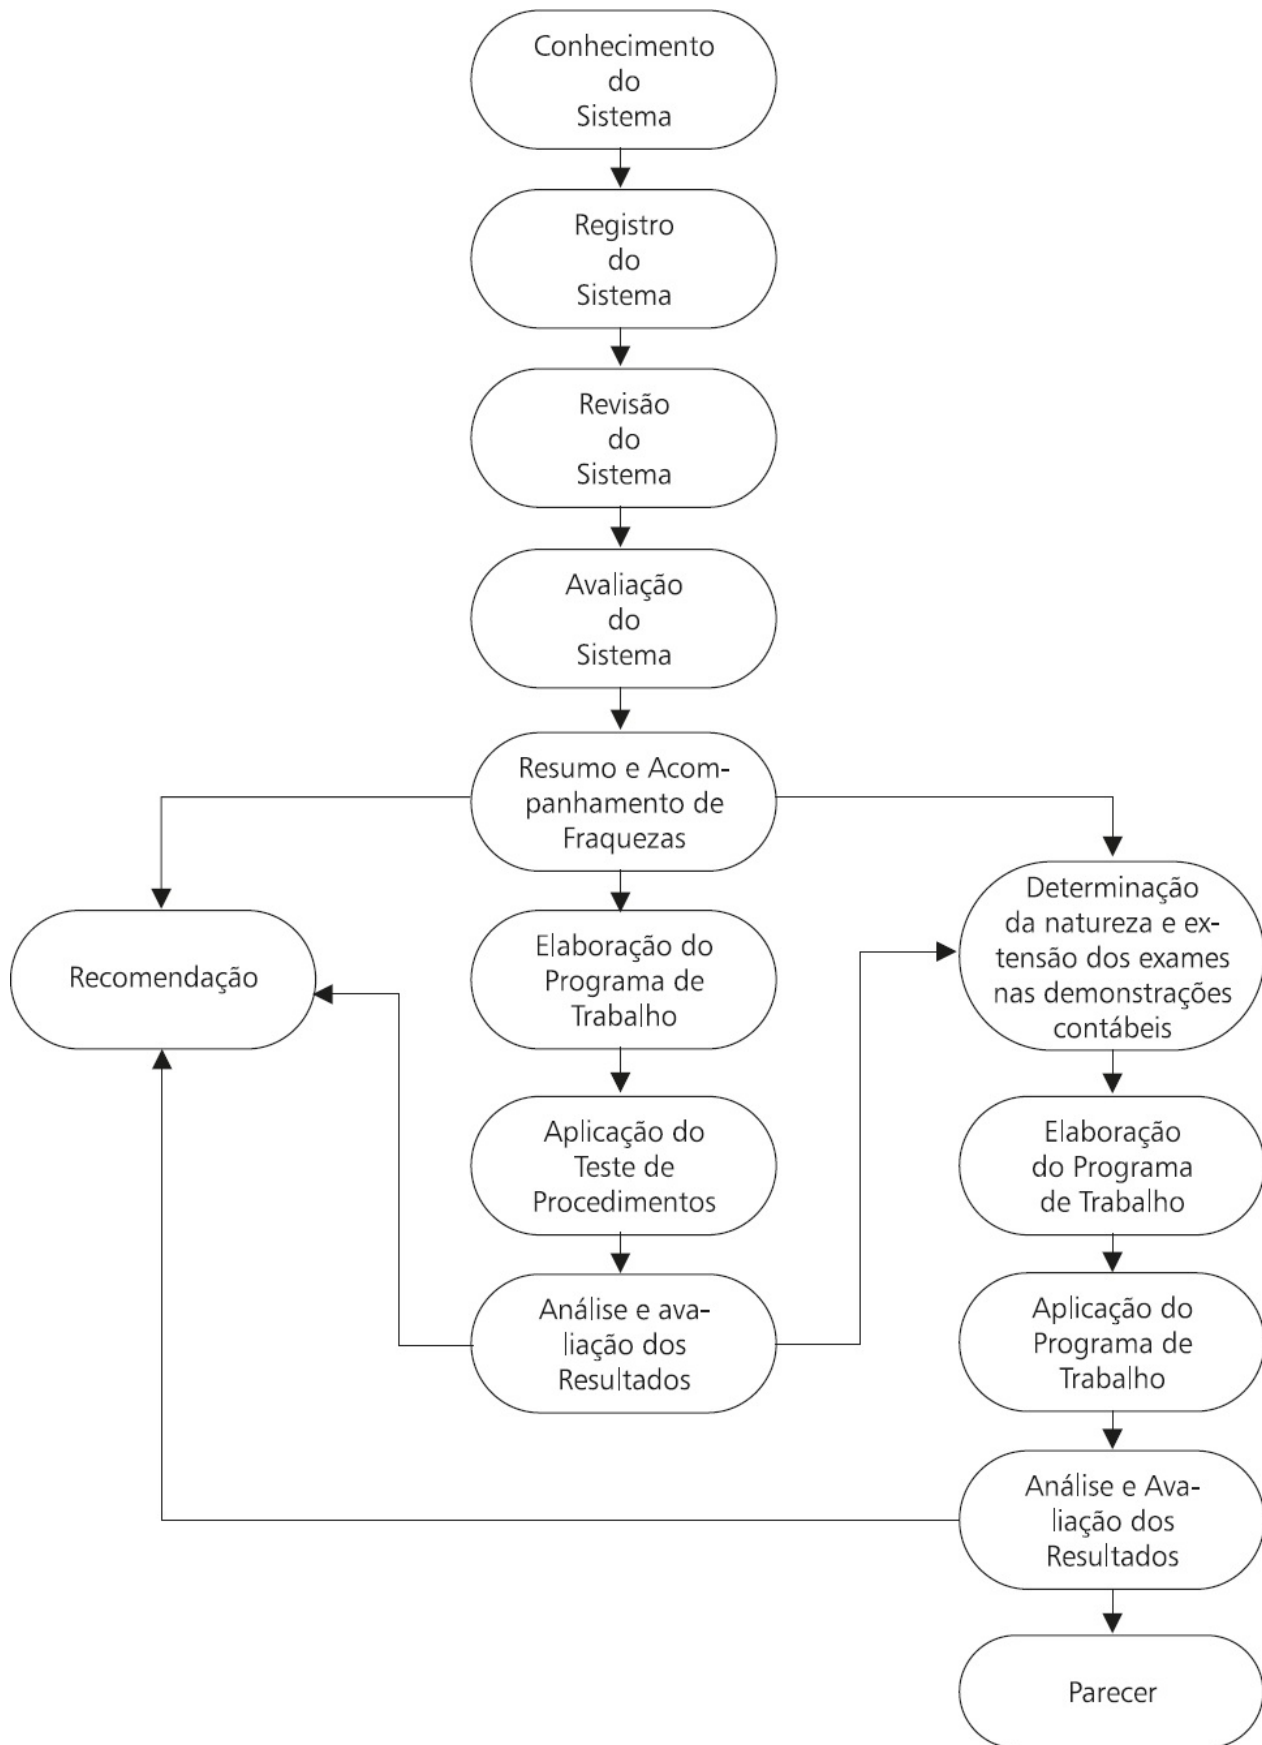 Conhecimento
do
Sistema
Registro
do
Sistema
Revisão
do
Sistema
Avaliação
do
Sistema
Resumo e Acom-
panhamento de
Fraquezas
Recomendação
Elaboração do
Programa de
Trabalho
Aplicação do
Teste de
Procedimentos
Análise e ava-
liação dos
Resultados
Determinação
da natureza e ex-
tensão dos exames
nas demonstrações
contábeis
Elaboração
do Programa
de Trabalho
Aplicação do
Programa de
Trabalho
Análise e Ava-
liação dos
Resultados
Parecer